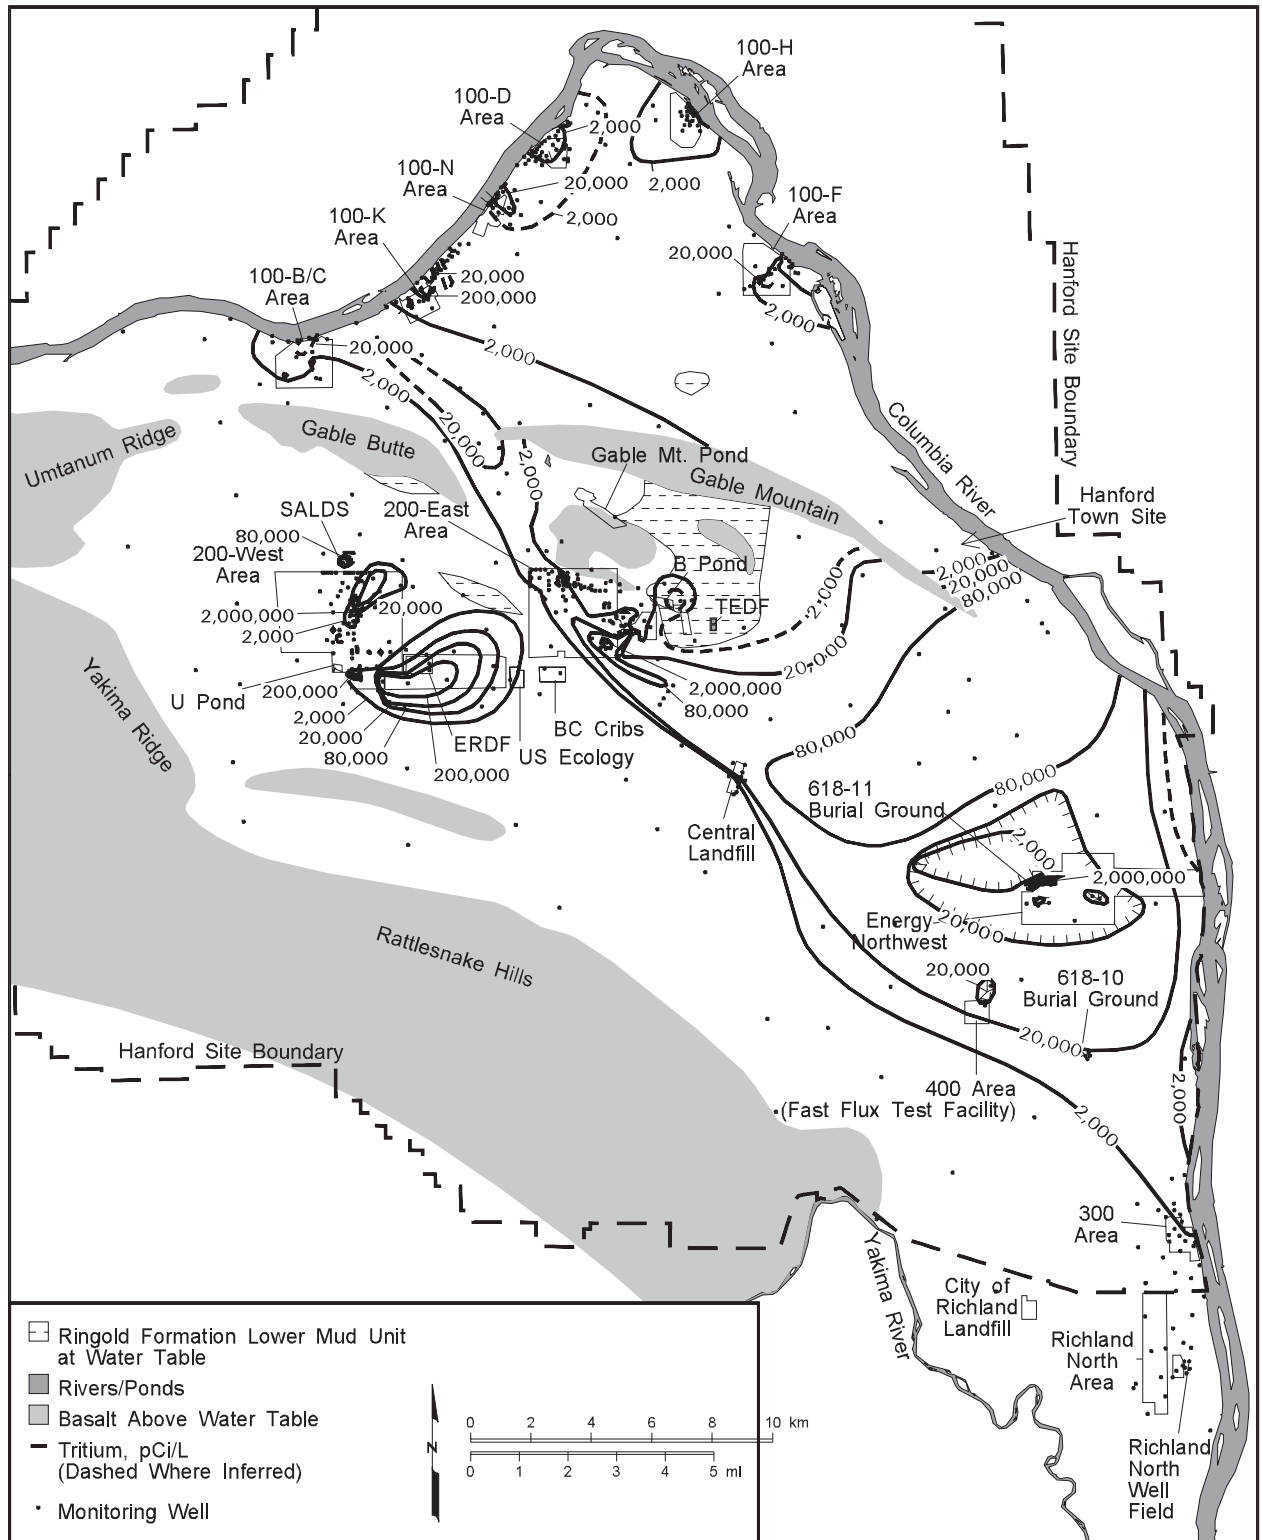 100-H
Area
100-D
Area
2,000
100-N
Area
20,000
2,000
2,000
100-K
Area
100-F
Area
20,000
20,000
200,000
100-B/C
Area
2,000
20,000
2,000
2,000
Hanford Site Boundary
Columbia River
20,000
Umtanum Ridge
Gable Butte
2,000
Gable Mt. Pond
Gable Mountain
Hanford
Town Site
SALDS
80,000
200-East
Area
200-West
Area
B Pond
2,000
20,000
80,000
2,000
TEDF
2,000,000
2,000
20,000
20,000
U Pond
200,000
2,000
20,000
80,000
ERDF
200,000
2,000,000
80,000
BC Cribs
US Ecology
Yakima Ridge
80,000
80,000
618-11
Burial Ground
Central
Landfill
2,000
2,000,000
Energy
Northwest
20,000
Rattlesnake Hills
20,000
618-10
Burial Ground
20,000
Hanford Site Boundary
400 Area
(Fast Flux Test Facility)
2,000
2,000
300
Area
Yakima River
City of
Richland
Landfill
Richland
North
Area
Richland
North
Well
Field
Ringold Formation Lower Mud Unit
at Water Table
Rivers/Ponds
Basalt Above Water Table
Tritium, pCi/L
(Dashed Where Inferred)
Monitoring Well
N
0 2 4 6 8 10 km
0 1 2 3 4 5 mI